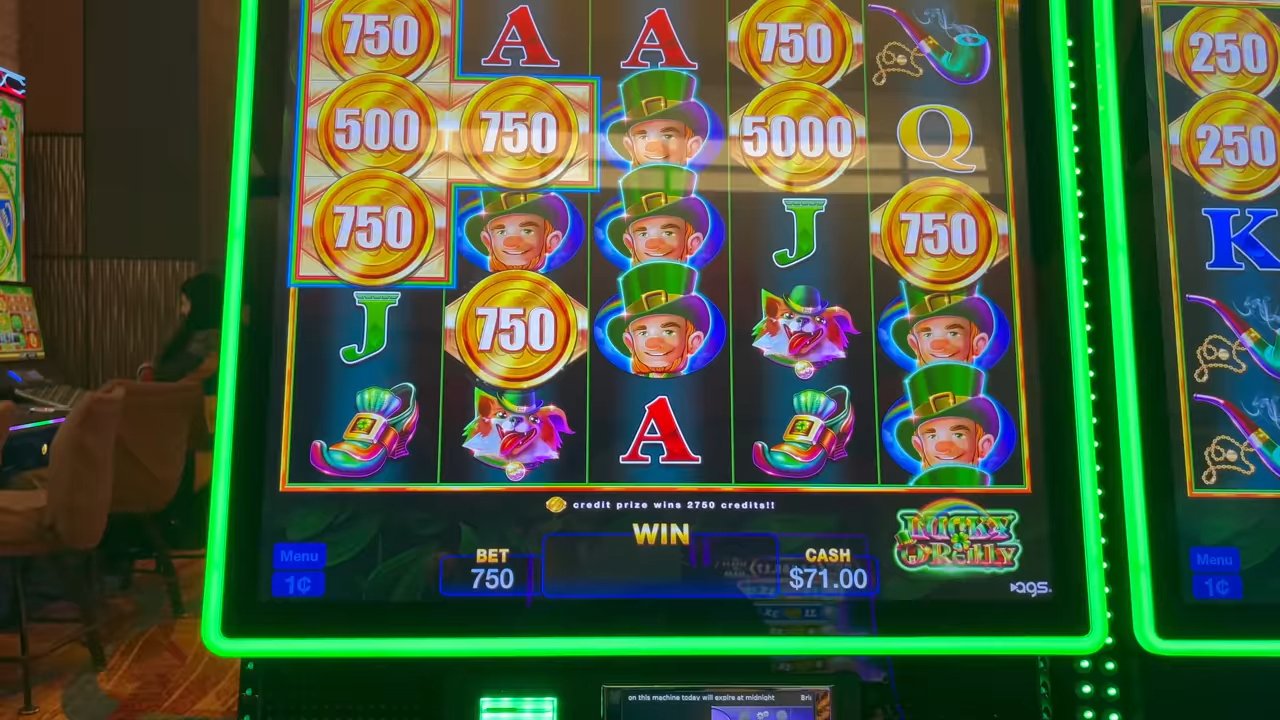 750 A A 750
500 750 5000 Q
750 J 750
J 750
A
credit prize wins 2750 credits!!
WIN
BET
750
CASH
$71.00
Menu
1¢
LUCKY
O'REILLY
ags
250
250
K
Menu
1¢
on this machine today will expire at midnight